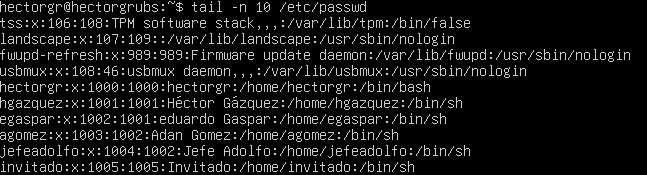 hectorgr@hectorgrubs:~$ tail -n 10 /etc/passwd
tss:x:106:108:TPM software stack,,,:/var/lib/tpm:/bin/false
landscape:x:107:109::/var/lib/landscape:/usr/sbin/nologin
fwupd-refresh:x:989:989:Firmware update daemon:/var/lib/fwupd:/usr/sbin/nologin
usbmux:x:108:46:usbmux daemon,,,:/var/lib/usbmux:/usr/sbin/nologin
hectorgr:x:1000:1000:hectorgr:/home/hectorgr:/bin/bash
hgazquez:x:1001:1001:Héctor Gázquez:/home/hgazquez:/bin/sh
egaspar:x:1002:1001:eduardo Gaspar:/home/egaspar:/bin/sh
agomez:x:1003:1002:Adan Gomez:/home/agomez:/bin/sh
jefeadolfo:x:1004:1002:Jefe Adolfo:/home/jefeadolfo:/bin/sh
invitado:x:1005:1005:Invitado:/home/invitado:/bin/sh